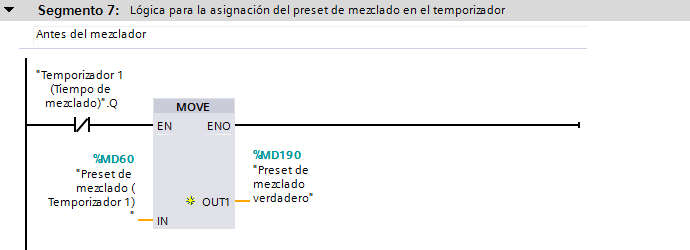 Segmento 7: Lógica para la asignación del preset de mezclado en el temporizador
Antes del mezclador
"Temporizador 1
(Tiempo de
mezclado)".Q
MOVE
EN ENO
%MD60
"Preset de
mezclado (
Temporizador 1)
"
IN
%MD190
"Preset de
mezclado
verdadero"
OUT1